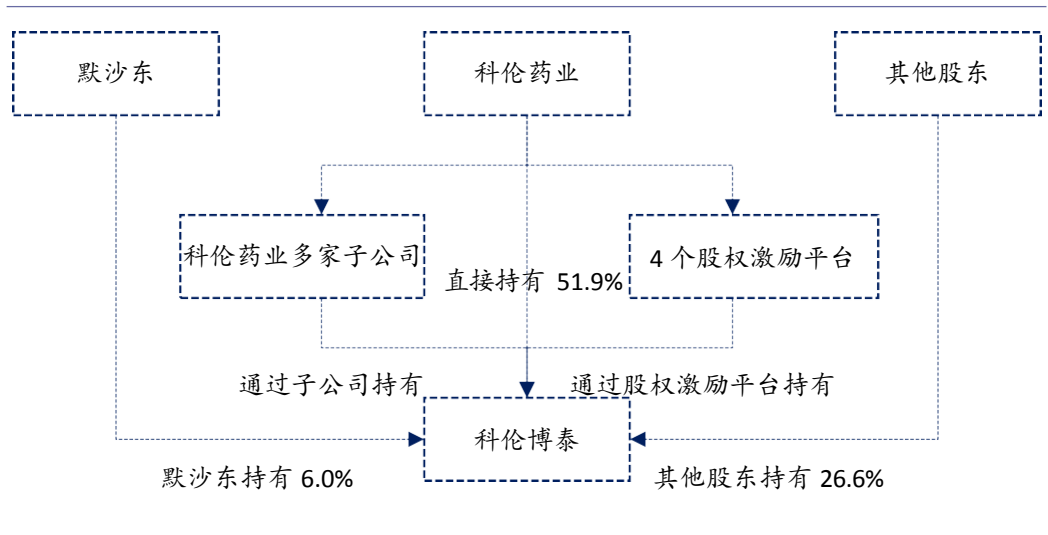 默沙东
科伦药业
其他股东
科伦药业多家子公司
4 个股权激励平台
直接持有 51.9%
通过子公司持有
通过股权激励平台持有
科伦博泰
默沙东持有 6.0%
其他股东持有 26.6%